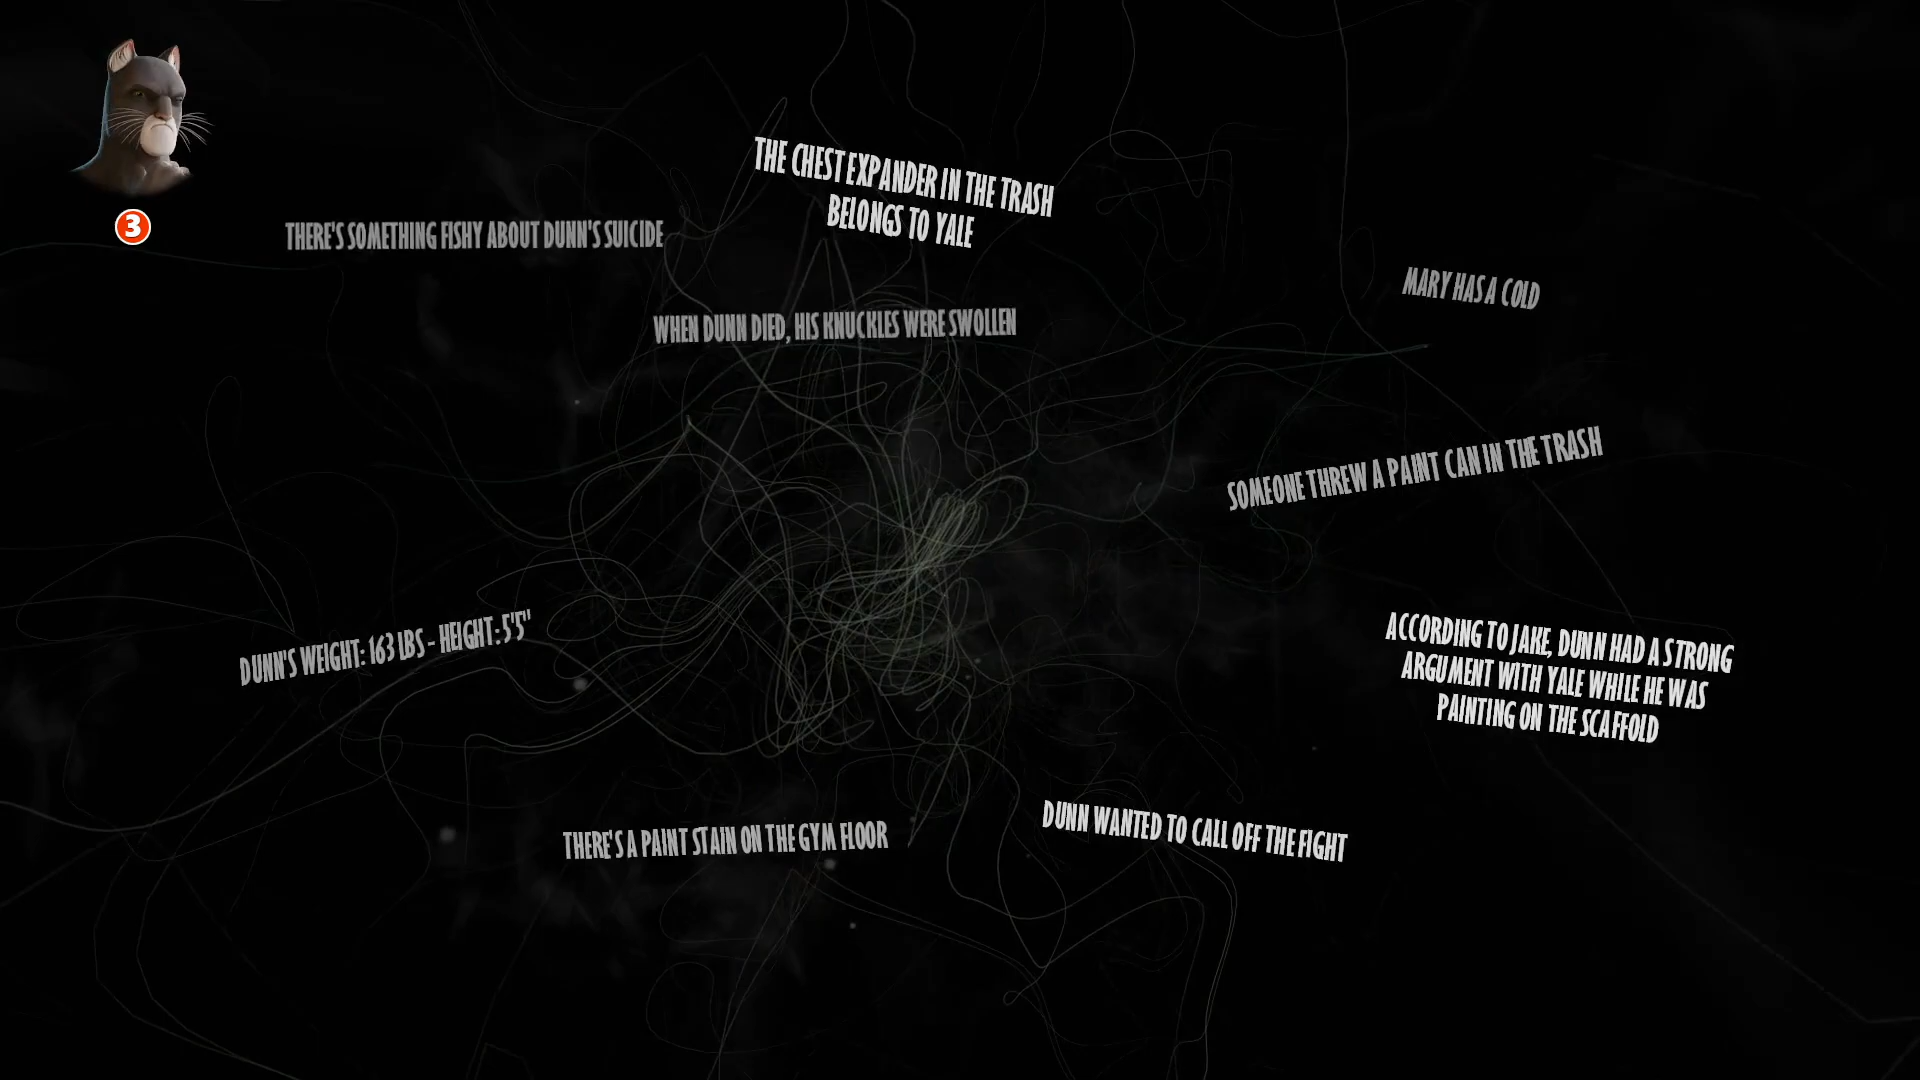 THE CHEST EXPANDER IN THE TRASH
BELONGS TO YALE
3
THERE'S SOMETHING FISHY ABOUT DUNN'S SUICIDE
MARY HAS A COLD
WHEN DUNN DIED, HIS KNUCKLES WERE SWOLLEN
SOMEONE THREW A PAINT CAN IN THE TRASH
DUNN'S WEIGHT: 163 LBS - HEIGHT: 5'5"
ACCORDING TO JAKE, DUNN HAD A STRONG
ARGUMENT WITH YALE WHILE HE WAS
PAINTING ON THE SCAFFOLD
THERE'S A PAINT STAIN ON THE GYM FLOOR
DUNN WANTED TO CALL OFF THE FIGHT